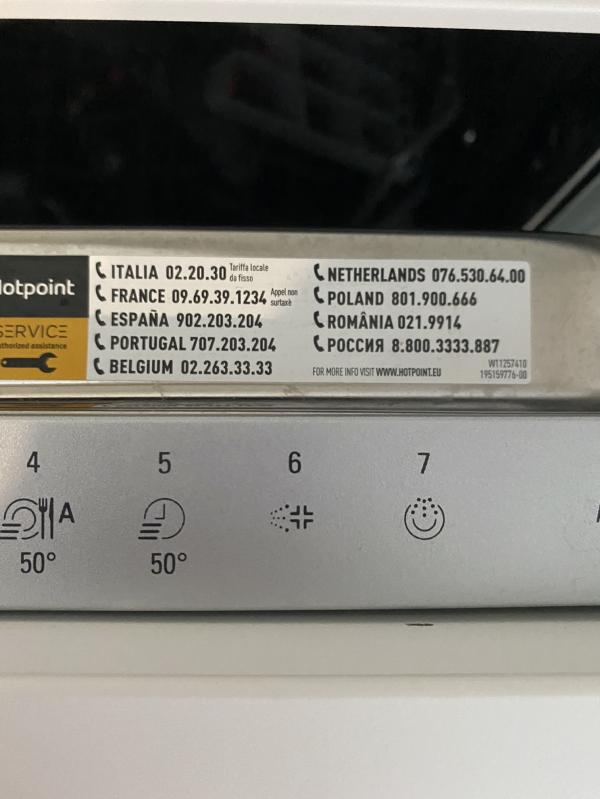 Hotpoint
SERVICE
authorized assistance
ITALIA 02.20.30 Tariffa locale
da fisso
FRANCE 09.69.39.1234 Appel non
surtaxé
ESPAÑA 902.203.204
PORTUGAL 707.203.204
BELGIUM 02.263.33.33
NETHERLANDS 076.530.64.00
POLAND 801.900.666
ROMÂNIA 021.9914
РОССИЯ 8.800.3333.887
FOR MORE INFO VISIT WWW.HOTPOINT.EU
W11257410
195159776-00
4 5 6 7
A
50° 50°